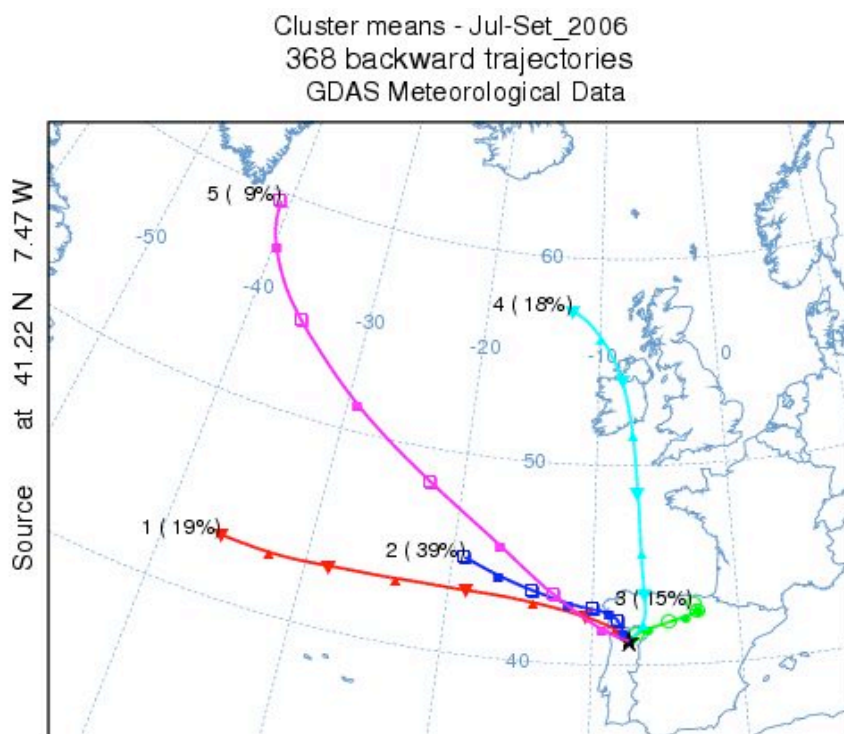 Cluster means - Jul-Set_2006
368 backward trajectories
GDAS Meteorological Data
Source at 41.22 N 7.47 W
5 ( 9%)
-50
60
-40
4 ( 18%)
-30
-20
-10
0
50
1 ( 19%)
2 ( 39%)
3 ( 15%)
40